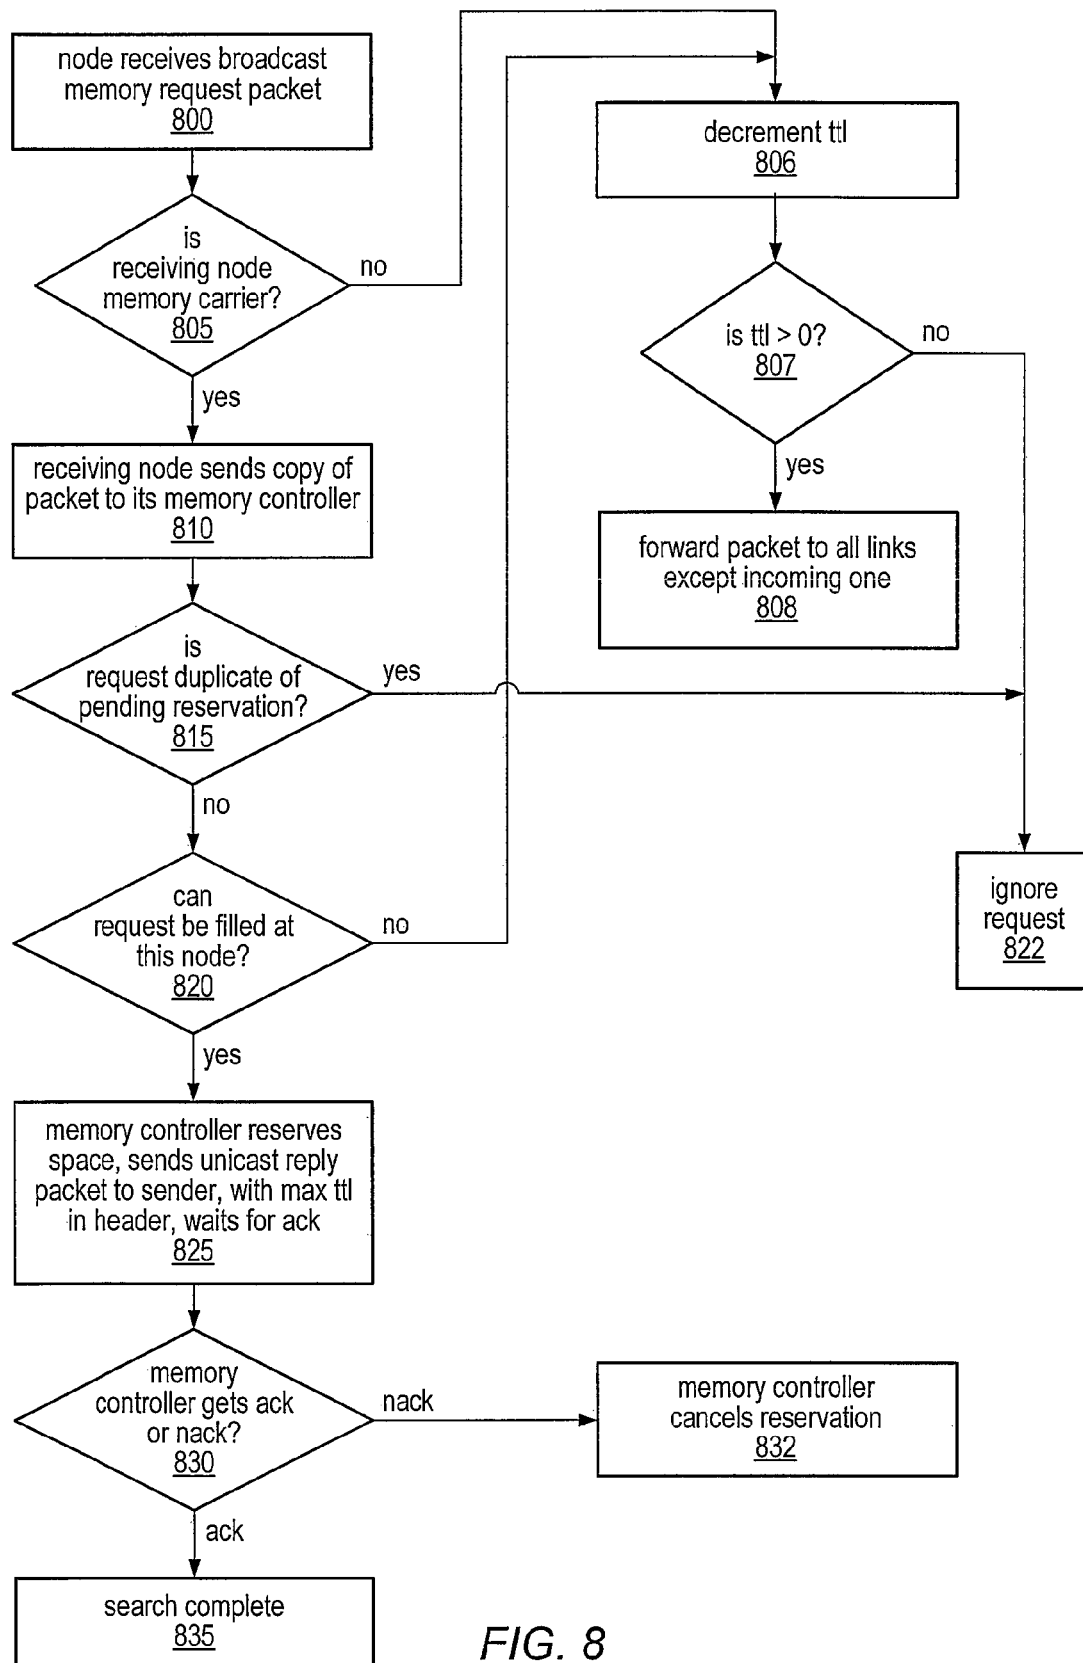 node receives broadcast
memory request packet
800
is
receiving node
memory carrier?
805
no
yes
decrement ttl
806
is ttl > 0?
807
no
yes
forward packet to all links
except incoming one
808
receiving node sends copy of
packet to its memory controller
810
is
request duplicate of
pending reservation?
815
yes
no
can
request be filled at
this node?
820
no
yes
ignore
request
822
memory controller reserves
space, sends unicast reply
packet to sender, with max ttl
in header, waits for ack
825
memory
controller gets ack
or nack?
830
nack
ack
memory controller
cancels reservation
832
search complete
835
FIG. 8